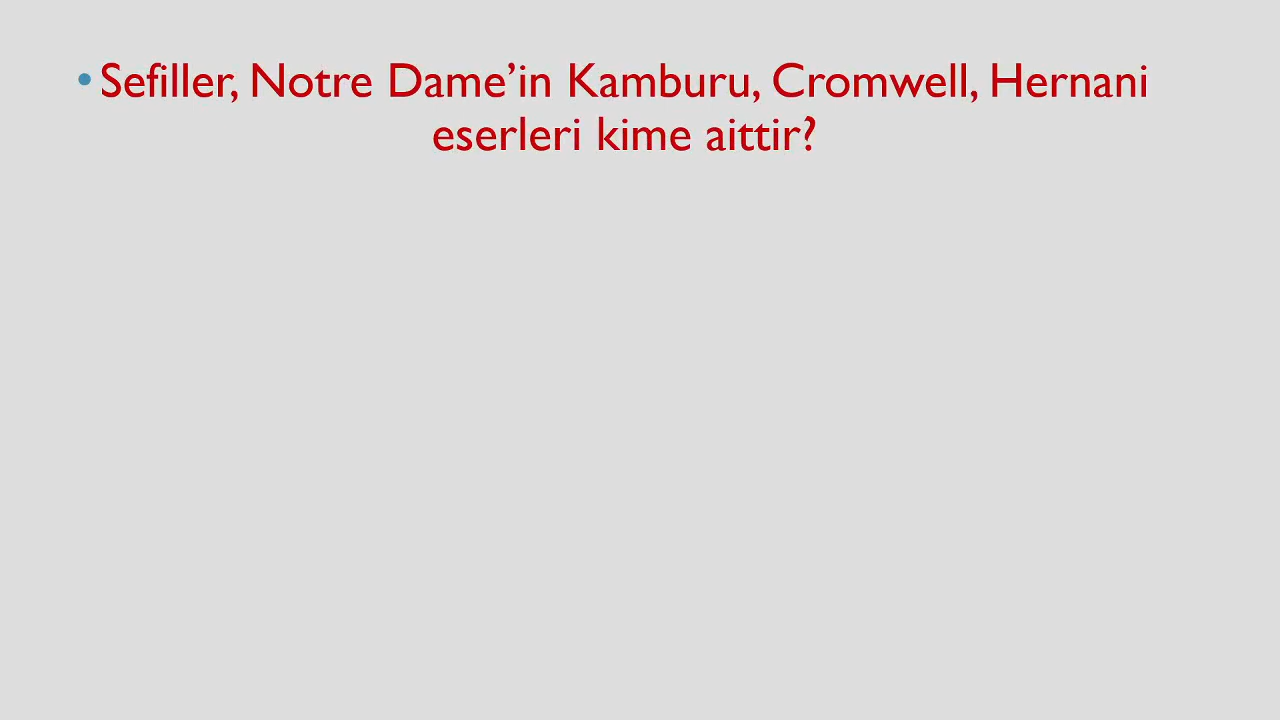 • Sefiller, Notre Dame’in Kamburu, Cromwell, Hernani
eserleri kime aittir?